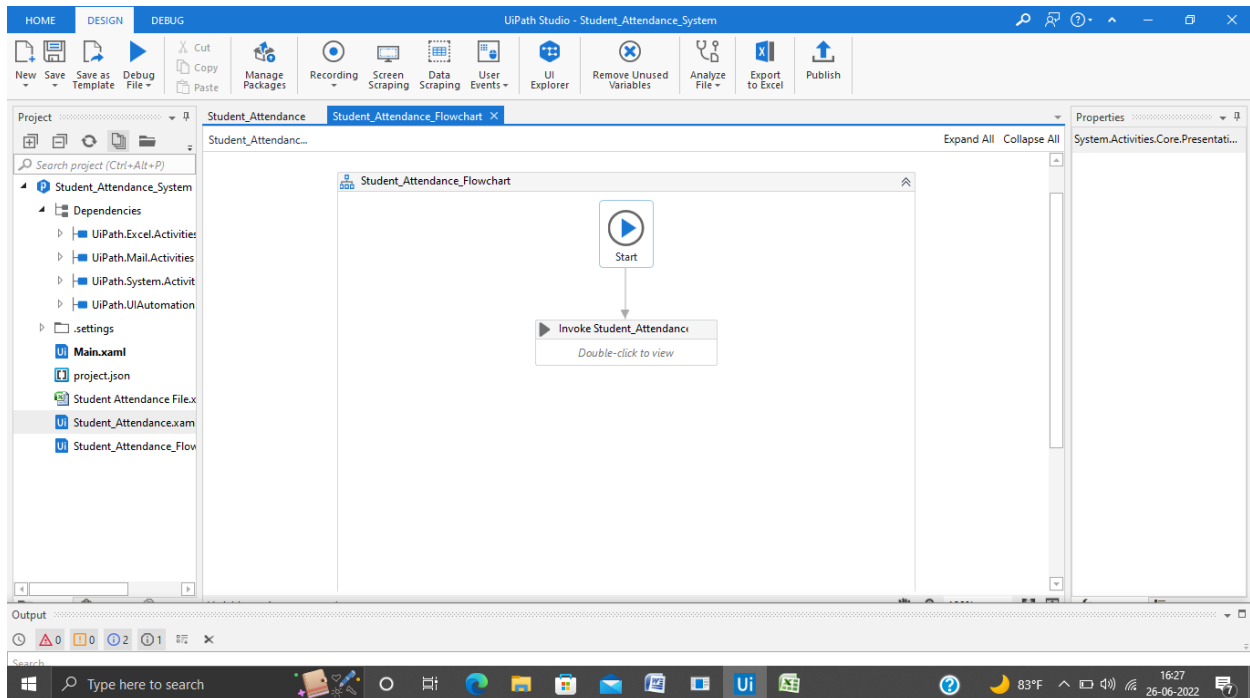 HOME DESIGN DEBUG UiPath Studio - Student_Attendance_System
New Save Save as Template Debug File Cut Copy Paste Manage Packages Recording Screen Scraping Data Scraping User Events UI Explorer Remove Unused Variables Analyze File Export to Excel Publish
Project
Student_Attendance Student_Attendance_Flowchart
Properties
Student_Attendanc...
Expand All Collapse All
System.Activities.Core.Presentati...
Search project (Ctrl+Alt+P)
Student_Attendance_System
Dependencies
UiPath.Excel.Activities
UiPath.Mail.Activities
UiPath.System.Activit
UiPath.UIAutomation
.settings
Main.xaml
project.json
Student Attendance File.x
Student_Attendance.xam
Student_Attendance_Flow
Student_Attendance_Flowchart
Start
Invoke Student_Attendance
Double-click to view
Output
0 0 2 1
Search
Type here to search
Ui
83°F
16:27
26-06-2022